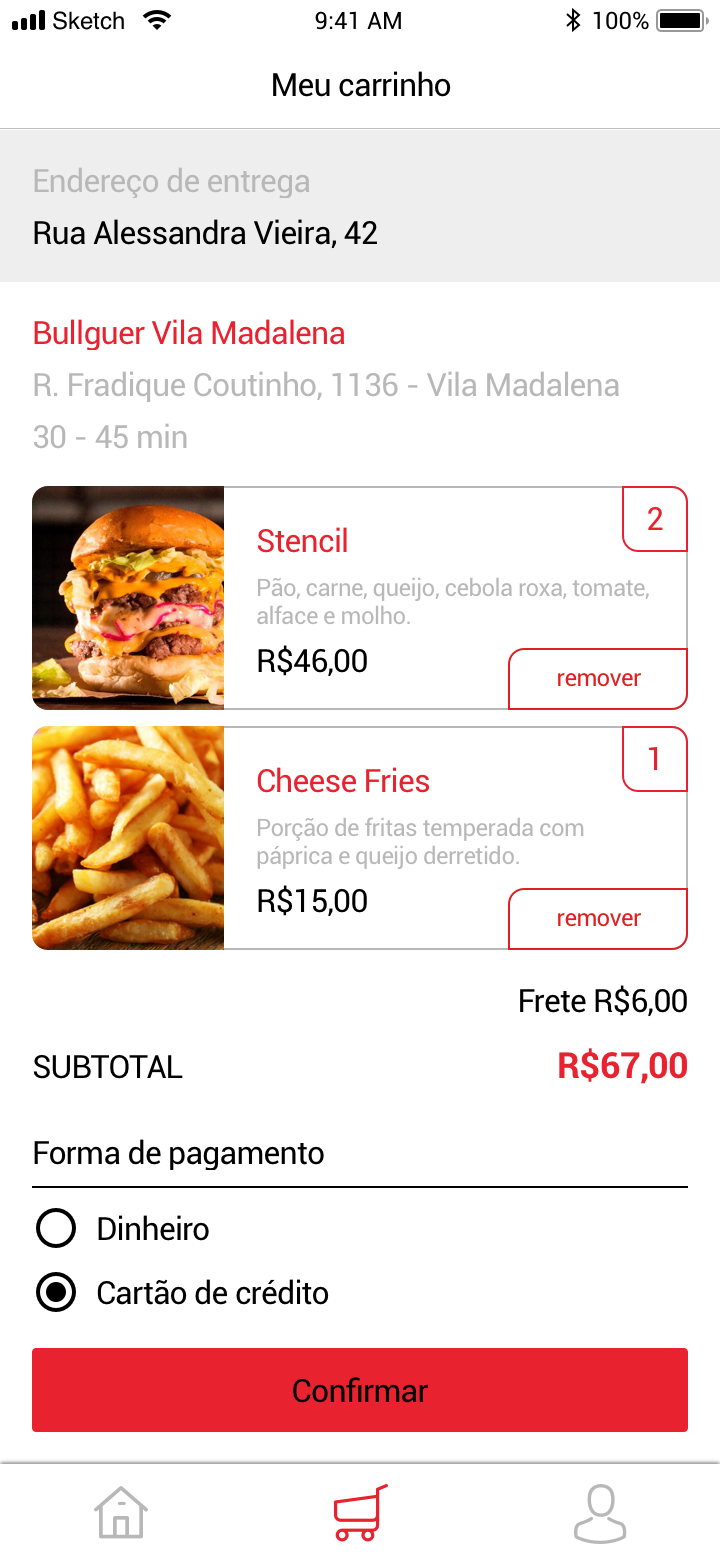 Sketch 9:41 AM 100%
Meu carrinho
Endereço de entrega
Rua Alessandra Vieira, 42
Bullguer Vila Madalena
R. Fradique Coutinho, 1136 - Vila Madalena
30 - 45 min
2
Stencil
Pão, carne, queijo, cebola roxa, tomate,
alface e molho.
R$46,00
remover
1
Cheese Fries
Porção de fritas temperada com
páprica e queijo derretido.
R$15,00
remover
Frete R$6,00
SUBTOTAL R$67,00
Forma de pagamento
Dinheiro
Cartão de crédito
Confirmar